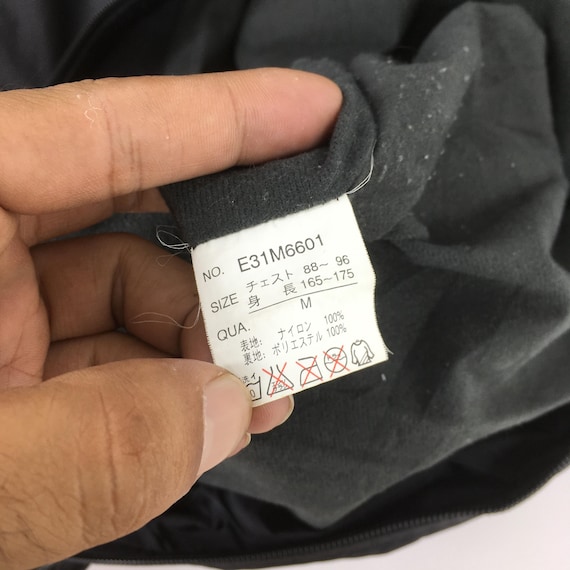 NO. E31M6601
SIZE チェスト 88~ 96
身 長 165~175
M
QUA.
表地: ナイロン 100%
裏地: ポリエステル 100%